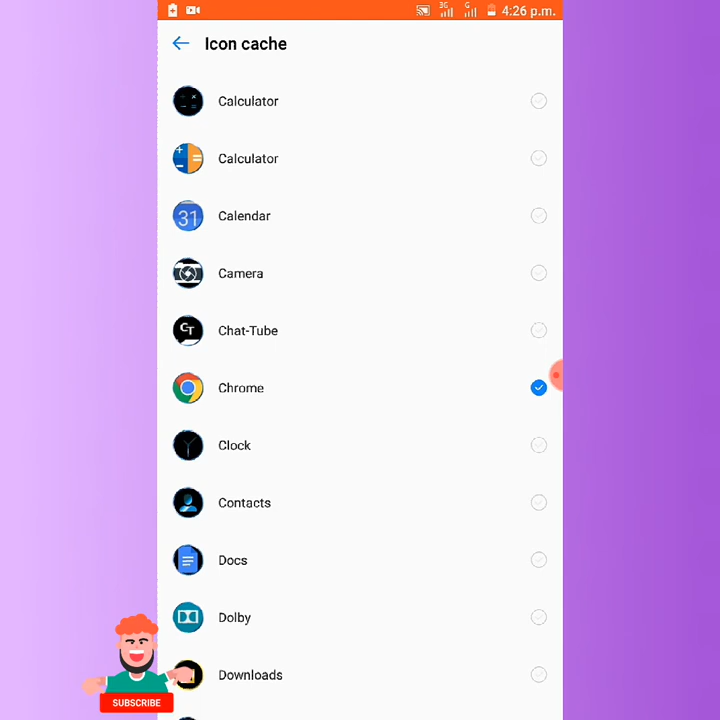 3G G 4:26 p.m.
Icon cache
Calculator
Calculator
31 Calendar
Camera
CT Chat-Tube
Chrome
Clock
Contacts
Docs
Dolby
Downloads
SUBSCRIBE